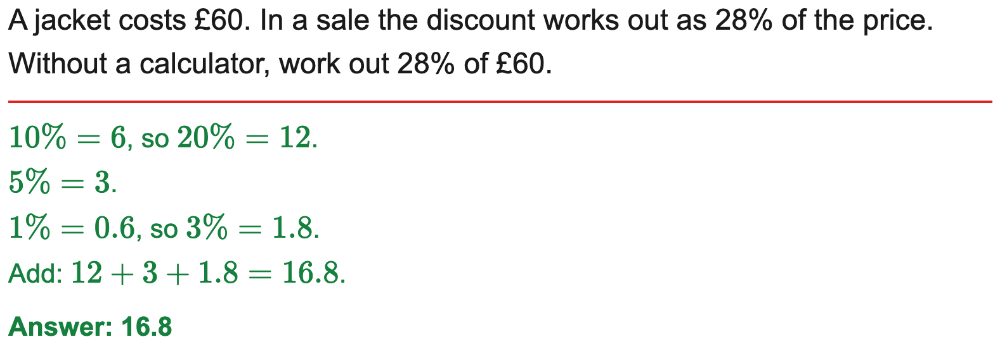 A jacket costs £60. In a sale the discount works out as 28% of the price.
Without a calculator, work out 28% of £60.
10% = 6, so 20% = 12.
5% = 3.
1% = 0.6, so 3% = 1.8.
Add: 12 + 3 + 1.8 = 16.8.
Answer: 16.8